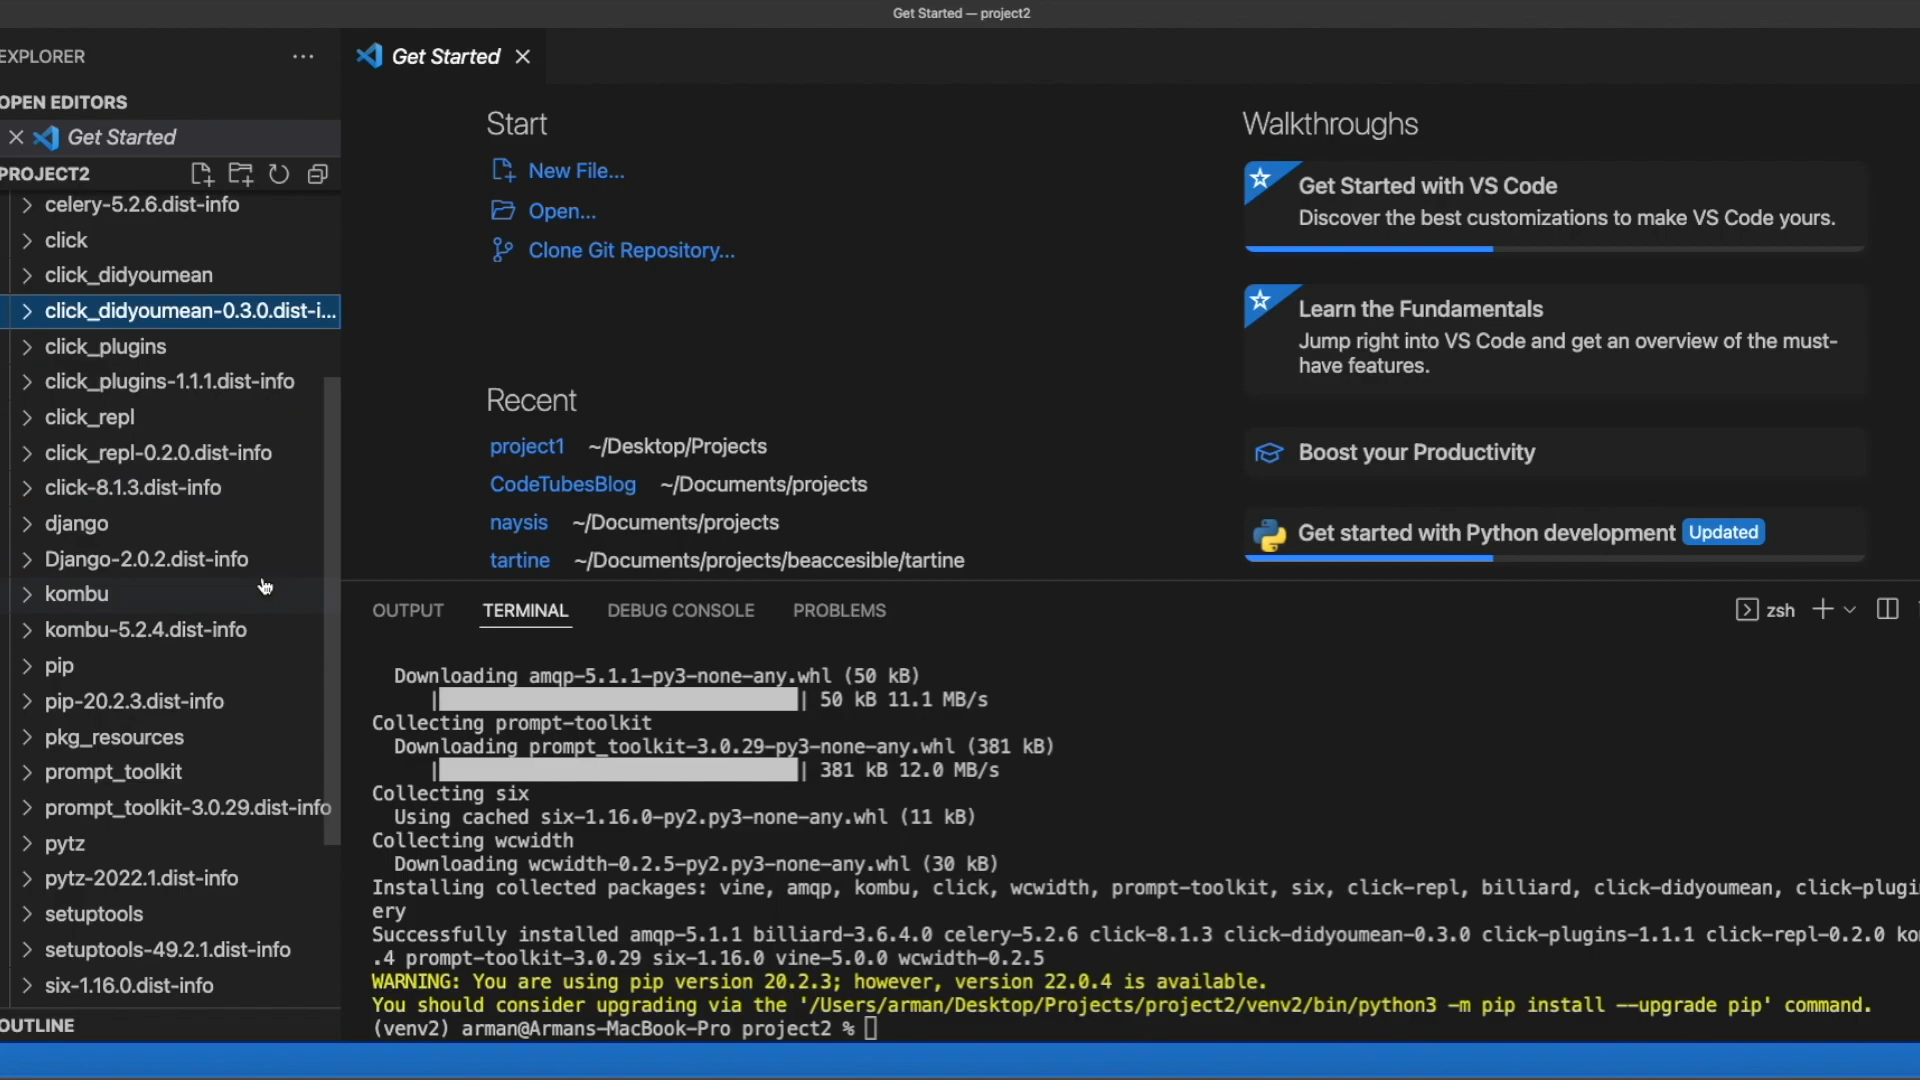 Get Started — project2
EXPLORER
OPEN EDITORS
Get Started
PROJECT2
celery-5.2.6.dist-info
click
click_didyoumean
click_didyoumean-0.3.0.dist-i...
click_plugins
click_plugins-1.1.1.dist-info
click_repl
click_repl-0.2.0.dist-info
click-8.1.3.dist-info
django
Django-2.0.2.dist-info
kombu
kombu-5.2.4.dist-info
pip
pip-20.2.3.dist-info
pkg_resources
prompt_toolkit
prompt_toolkit-3.0.29.dist-info
pytz
pytz-2022.1.dist-info
setuptools
setuptools-49.2.1.dist-info
six-1.16.0.dist-info
OUTLINE
Get Started
Start
New File...
Open...
Clone Git Repository...
Recent
project1 ~/Desktop/Projects
CodeTubesBlog ~/Documents/projects
naysis ~/Documents/projects
tartine ~/Documents/projects/beaccesible/tartine
Walkthroughs
Get Started with VS Code
Discover the best customizations to make VS Code yours.
Learn the Fundamentals
Jump right into VS Code and get an overview of the must-
have features.
Boost your Productivity
Get started with Python development Updated
OUTPUT TERMINAL DEBUG CONSOLE PROBLEMS zsh
Downloading amqp-5.1.1-py3-none-any.whl (50 kB)
| | 50 kB 11.1 MB/s
Collecting prompt-toolkit
Downloading prompt_toolkit-3.0.29-py3-none-any.whl (381 kB)
| | 381 kB 12.0 MB/s
Collecting six
Using cached six-1.16.0-py2.py3-none-any.whl (11 kB)
Collecting wcwidth
Downloading wcwidth-0.2.5-py2.py3-none-any.whl (30 kB)
Installing collected packages: vine, amqp, kombu, click, wcwidth, prompt-toolkit, six, click-repl, billiard, click-didyoumean, click-plugi
ery
Successfully installed amqp-5.1.1 billiard-3.6.4.0 celery-5.2.6 click-8.1.3 click-didyoumean-0.3.0 click-plugins-1.1.1 click-repl-0.2.0 ko
.4 prompt-toolkit-3.0.29 six-1.16.0 vine-5.0.0 wcwidth-0.2.5
WARNING: You are using pip version 20.2.3; however, version 22.0.4 is available.
You should consider upgrading via the '/Users/arman/Desktop/Projects/project2/venv2/bin/python3 -m pip install --upgrade pip' command.
(venv2) arman@Armans-MacBook-Pro project2 %